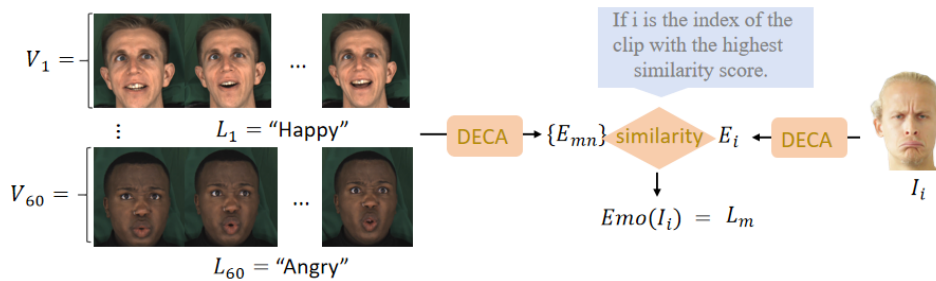 V₁ =
...
L₁ = "Happy"
⋮
V₆₀ =
...
L₆₀ = "Angry"
DECA
{Eₘₙ}
If i is the index of the
clip with the highest
similarity score.
similarity
Eᵢ
DECA
Iᵢ
Emo(Iᵢ) = Lₘ